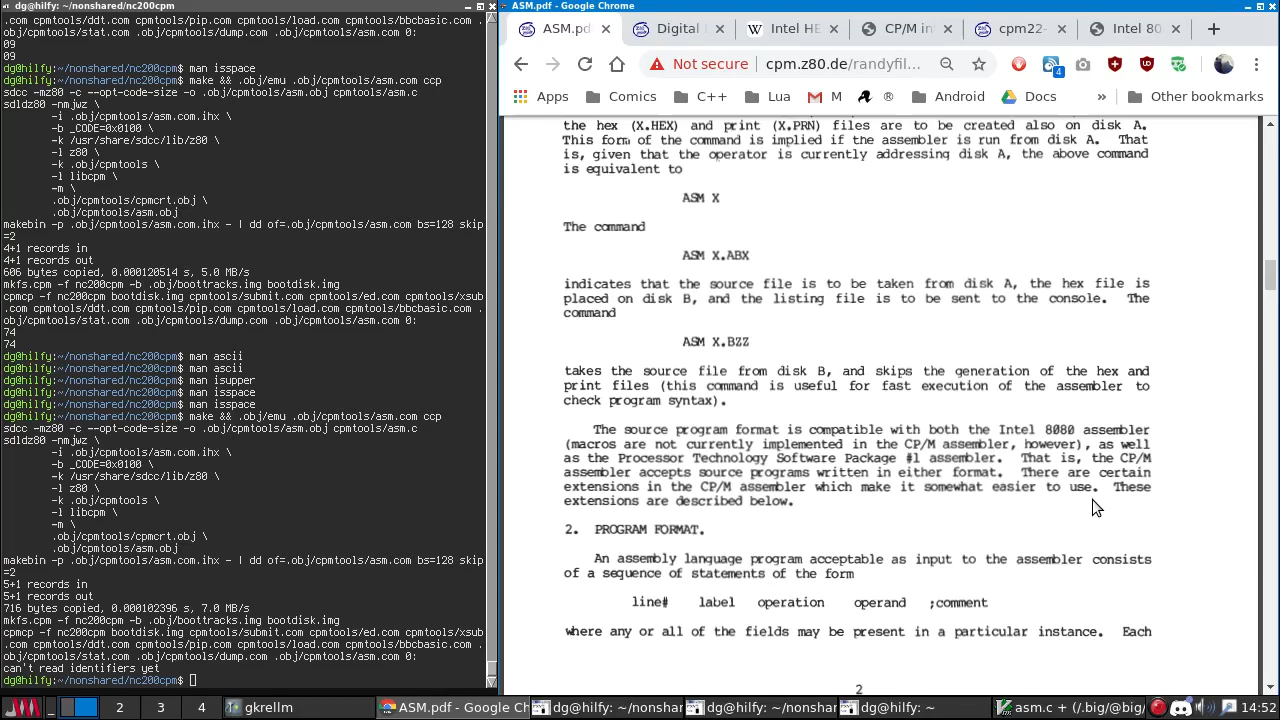 dg@hilfy: ~/nonshared/nc200cpm
.com cpmtools/ddt.com cpmtools/pip.com cpmtools/load.com cpmtools/bbcbasic.com .
obj/cpmtools/stat.com .obj/cpmtools/dump.com .obj/cpmtools/asm.com 0:
09
09
dg@hilfy:~/nonshared/nc200cpm$ man isspace
dg@hilfy:~/nonshared/nc200cpm$ make && .obj/emu .obj/cpmtools/asm.com ccp
sdcc -mz80 -c --opt-code-size -o .obj/cpmtools/asm.obj cpmtools/asm.c
sdldz80 -nmjwz \
-i .obj/cpmtools/asm.com.ihx \
-b _CODE=0x0100 \
-k /usr/share/sdcc/lib/z80 \
-l z80 \
-k .obj/cpmtools \
-l libcpm \
-m \
.obj/cpmtools/cpmcrt.obj \
.obj/cpmtools/asm.obj
makebin -p .obj/cpmtools/asm.com.ihx - | dd of=.obj/cpmtools/asm.com bs=128 skip
=2
4+1 records in
4+1 records out
606 bytes copied, 0.000120514 s, 5.0 MB/s
mkfs.cpm -f nc200cpm -b .obj/boottracks.img bootdisk.img
cpmcp -f nc200cpm bootdisk.img cpmtools/submit.com cpmtools/ed.com cpmtools/xsub
.com cpmtools/ddt.com cpmtools/pip.com cpmtools/load.com cpmtools/bbcbasic.com .
obj/cpmtools/stat.com .obj/cpmtools/dump.com .obj/cpmtools/asm.com 0:
74
74
dg@hilfy:~/nonshared/nc200cpm$ man ascii
dg@hilfy:~/nonshared/nc200cpm$ man ascii
dg@hilfy:~/nonshared/nc200cpm$ man isupper
dg@hilfy:~/nonshared/nc200cpm$ man isspace
dg@hilfy:~/nonshared/nc200cpm$ man isspace
dg@hilfy:~/nonshared/nc200cpm$ make && .obj/emu .obj/cpmtools/asm.com ccp
sdcc -mz80 -c --opt-code-size -o .obj/cpmtools/asm.obj cpmtools/asm.c
sdldz80 -nmjwz \
-i .obj/cpmtools/asm.com.ihx \
-b _CODE=0x0100 \
-k /usr/share/sdcc/lib/z80 \
-l z80 \
-k .obj/cpmtools \
-l libcpm \
-m \
.obj/cpmtools/cpmcrt.obj \
.obj/cpmtools/asm.obj
makebin -p .obj/cpmtools/asm.com.ihx - | dd of=.obj/cpmtools/asm.com bs=128 skip
=2
5+1 records in
5+1 records out
716 bytes copied, 0.000102396 s, 7.0 MB/s
mkfs.cpm -f nc200cpm -b .obj/boottracks.img bootdisk.img
cpmcp -f nc200cpm bootdisk.img cpmtools/submit.com cpmtools/ed.com cpmtools/xsub
.com cpmtools/ddt.com cpmtools/pip.com cpmtools/load.com cpmtools/bbcbasic.com .
obj/cpmtools/stat.com .obj/cpmtools/dump.com .obj/cpmtools/asm.com 0:
can't read identifiers yet
dg@hilfy:~/nonshared/nc200cpm$
ASM.pdf - Google Chrome
ASM.pd Digital Intel HE CP/M in cpm22- Intel 80
Not secure cpm.z80.de/randyfil... 4
Apps Comics C++ Lua M ® Android Docs » Other bookmarks
the hex (X.HEX) and print (X.PRN) files are to be created also on disk A.
This form of the command is implied if the assembler is run from disk A. That
is, given that the operator is currently addressing disk A, the above command
is equivalent to
ASM X
The command
ASM X.ABX
indicates that the source file is to be taken from disk A, the hex file is
placed on disk B, and the listing file is to be sent to the console. The
command
ASM X.BZZ
takes the source file from disk B, and skips the generation of the hex and
print files (this command is useful for fast execution of the assembler to
check program syntax).
The source program format is compatible with both the Intel 8080 assembler
(macros are not currently implemented in the CP/M assembler, however), as well
as the Processor Technology Software Package #1 assembler. That is, the CP/M
assembler accepts source programs written in either format. There are certain
extensions in the CP/M assembler which make it somewhat easier to use. These
extensions are described below.
2. PROGRAM FORMAT.
An assembly language program acceptable as input to the assembler consists
of a sequence of statements of the form
line# label operation operand ;comment
where any or all of the fields may be present in a particular instance. Each
2
2 3 4 gkrellm ASM.PDF - Google Ch dg@hilfy: ~/nonshar dg@hilfy: ~/nonshar dg@hilfy: ~ asm.c + (/.big/@big/ 14:52